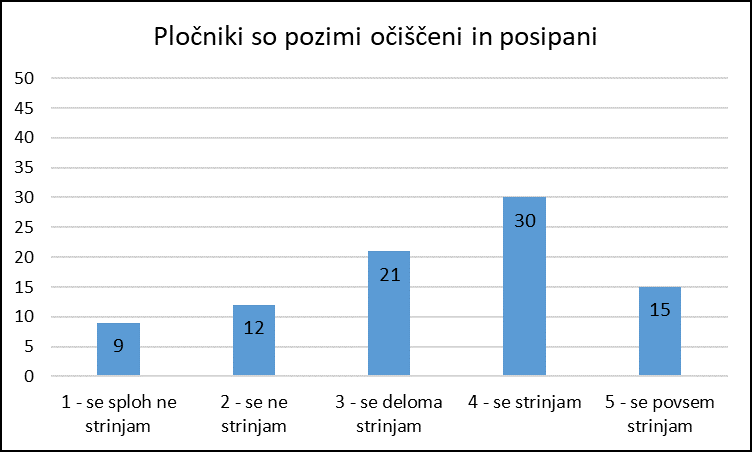 Pločniki so pozimi očiščeni in posipani
50
45
40
35
30
25
20
15
10
5
0
9
12
21
30
15
1 - se sploh ne
strinjam
2 - se ne
strinjam
3 - se deloma
strinjam
4 - se strinjam
5 - se povsem
strinjam